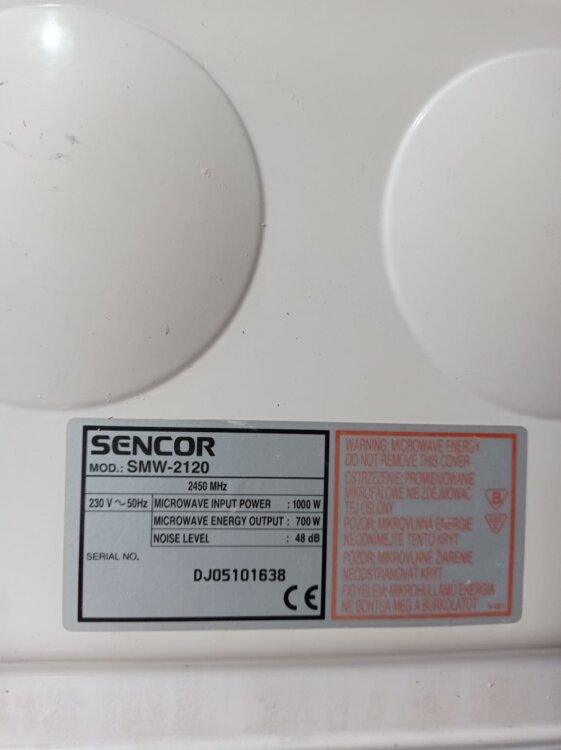 SENCOR
MOD.: SMW-2120
2450 MHz
230 V ~ 50Hz MICROWAVE INPUT POWER : 1000 W
MICROWAVE ENERGY OUTPUT : 700 W
NOISE LEVEL : 48 dB
SERIAL NO.
DJ05101638
CE
WARNING: MICROWAVE ENERGY
DO NOT REMOVE THIS COVER
OSTRZEŻENIE: PROMIENIOWANIE
MIKROFALOWE NIE ZDEJMOWAĆ
TEJ OSŁONY
POZOR: MIKROVLNNÁ ENERGIE
NEODNÍMEJTE TENTO KRYT
POZOR: MIKROVLNNÉ ŽIARENIE
NEODSTRAŇOVAŤ KRYT
FIGYELEM: MIKROHULLÁMÚ ENERGIA
NE BONTSA MEG A BURKOLATOT
B